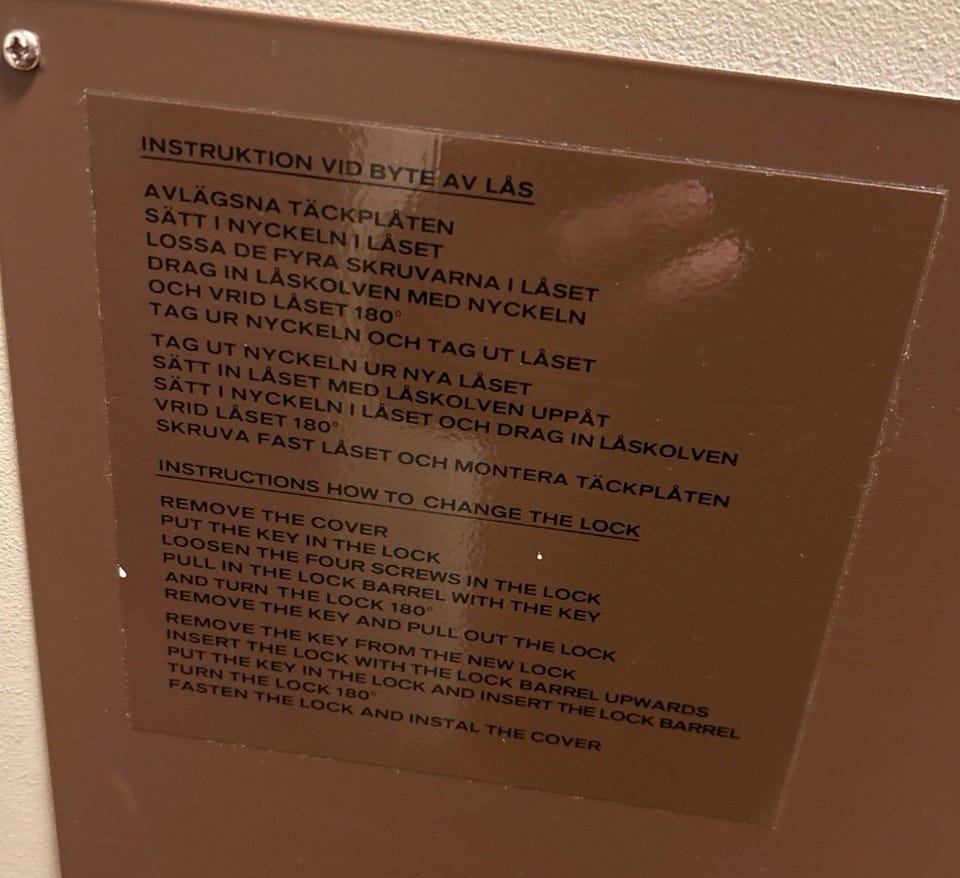 INSTRUKTION VID BYTE AV LÅS
AVLÄGSNA TÄCKPLÅTEN
SÄTT I NYCKELN I LÅSET
LOSSA DE FYRA SKRUVARNA I LÅSET
DRAG IN LÅSKOLVEN MED NYCKELN
OCH VRID LÅSET 180°
TAG UR NYCKELN OCH TAG UT LÅSET
TAG UT NYCKELN UR NYA LÅSET
SÄTT IN LÅSET MED LÅSKOLVEN UPPÅT
SÄTT I NYCKELN I LÅSET OCH DRAG IN LÅSKOLVEN
VRID LÅSET 180°
SKRUVA FAST LÅSET OCH MONTERA TÄCKPLÅTEN
INSTRUCTIONS HOW TO CHANGE THE LOCK
REMOVE THE COVER
PUT THE KEY IN THE LOCK
LOOSEN THE FOUR SCREWS IN THE LOCK
PULL IN THE LOCK BARREL WITH THE KEY
AND TURN THE LOCK 180°
REMOVE THE KEY AND PULL OUT THE LOCK
REMOVE THE KEY FROM THE NEW LOCK
INSERT THE LOCK WITH THE LOCK BARREL UPWARDS
PUT THE KEY IN THE LOCK AND INSERT THE LOCK BARREL
TURN THE LOCK 180°
FASTEN THE LOCK AND INSTAL THE COVER